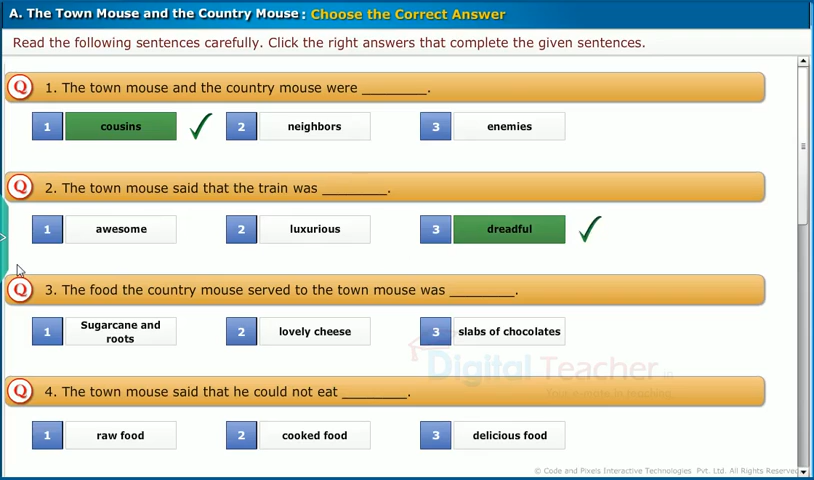 A. The Town Mouse and the Country Mouse : Choose the Correct Answer
Read the following sentences carefully. Click the right answers that complete the given sentences.
Q 1. The town mouse and the country mouse were ________.
1 cousins 2 neighbors 3 enemies
Q 2. The town mouse said that the train was ________.
1 awesome 2 luxurious 3 dreadful
Q 3. The food the country mouse served to the town mouse was ________.
1 Sugarcane and roots 2 lovely cheese 3 slabs of chocolates
Digital Teacher.in
Q 4. The town mouse said that he could not eat ________.
1 raw food 2 cooked food 3 delicious food
© Code and Pixels Interactive Technologies Pvt. Ltd. All Rights Reserved